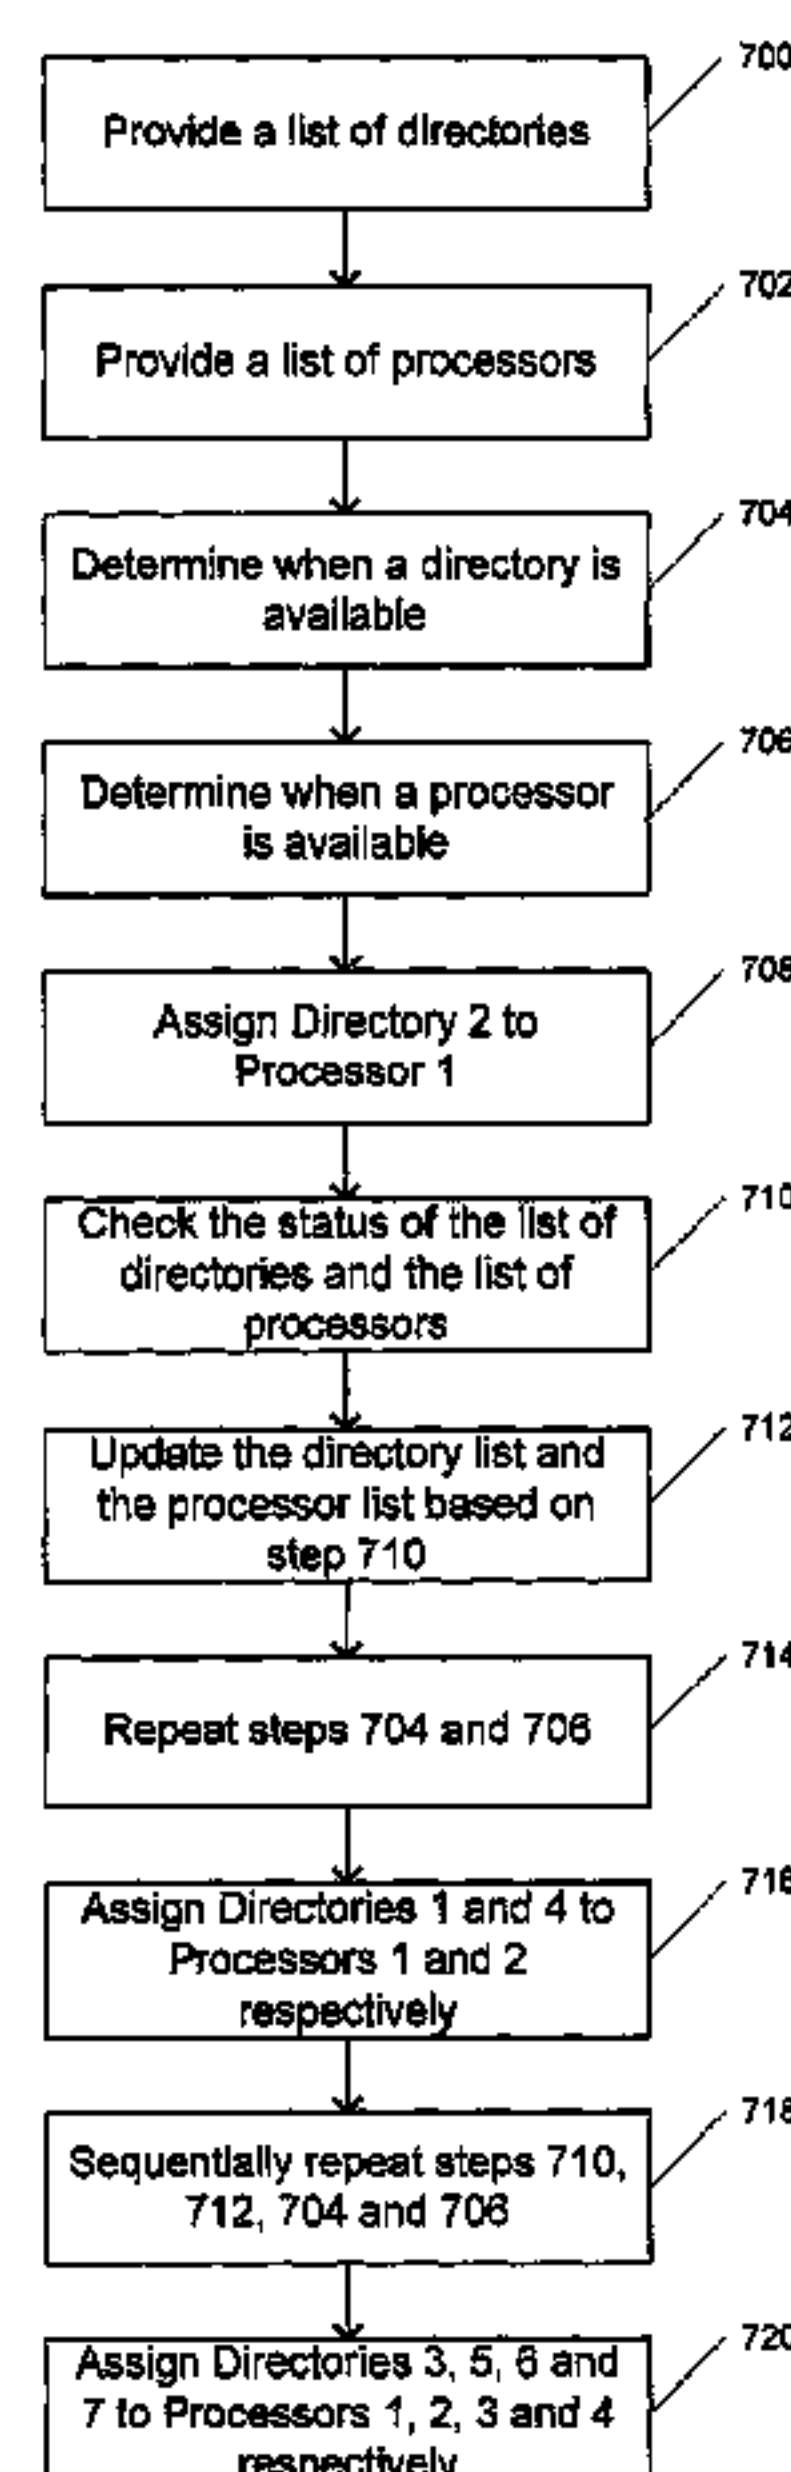 700
Provide a list of directories
702
Provide a list of processors
704
Determine when a directory is
available
706
Determine when a processor
is available
708
Assign Directory 2 to
Processor 1
710
Check the status of the list of
directories and the list of
processors
712
Update the directory list and
the processor list based on
step 710
714
Repeat steps 704 and 706
716
Assign Directories 1 and 4 to
Processors 1 and 2
respectively
718
Sequentially repeat steps 710,
712, 704 and 706
720
Assign Directories 3, 5, 6 and
7 to Processors 1, 2, 3 and 4
respectively